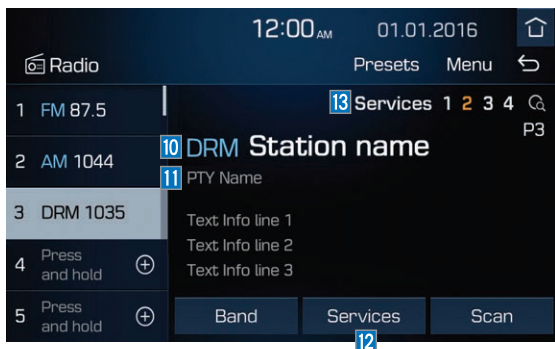 12:00 AM 01.01.2016
Radio Presets Menu
13 Services 1 2 3 4
P3
1 FM 87.5
10 DRM Station name
2 AM 1044
11 PTY Name
3 DRM 1035
Text Info line 1
Text Info line 2
Text Info line 3
4 Press and hold
5 Press and hold
Band Services Scan
12